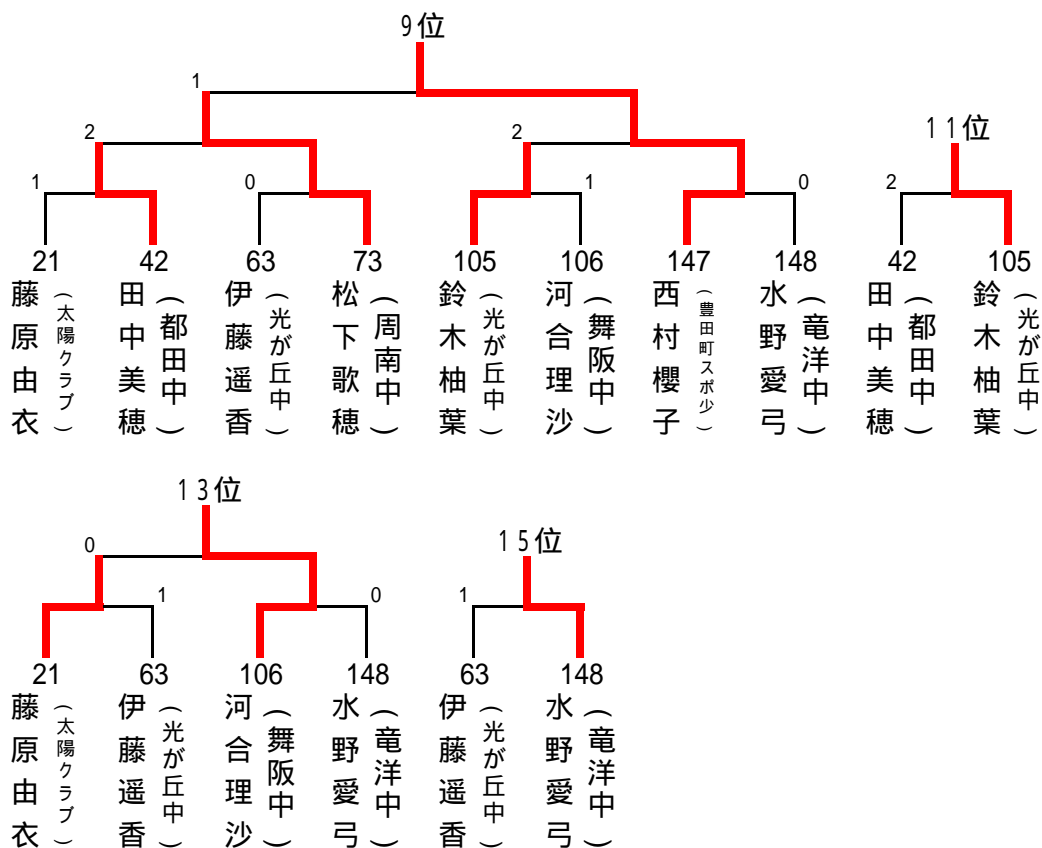 9位
1
2
2
11位
1
0
1
0
2
21
42
63
73
105
106
147
148
42
105
藤原由衣
(太陽クラブ)
田中美穂
(都田中)
伊藤遥香
(光が丘中)
松下歌穂
(周南中)
鈴木柚葉
(光が丘中)
河合理沙
(舞阪中)
西村櫻子
(豊田町スポ少)
水野愛弓
(竜洋中)
田中美穂
(都田中)
鈴木柚葉
(光が丘中)
13位
0
15位
1
0
1
21
63
106
148
63
148
藤原由衣
(太陽クラブ)
伊藤遥香
(光が丘中)
河合理沙
(舞阪中)
水野愛弓
(竜洋中)
伊藤遥香
(光が丘中)
水野愛弓
(竜洋中)